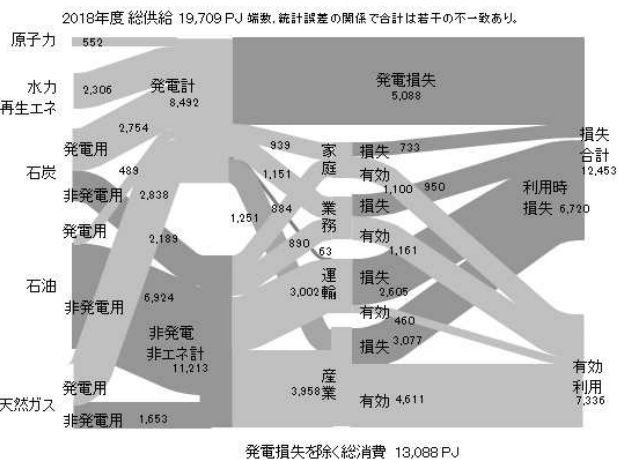 2018年度 総供給 19,709 PJ 端数、統計誤差の関係で合計は若干の不一致あり。
原子力
552
水力
再生エネ
2,306
発電計
8,492
発電損失
5,088
発電用
2,754
石炭
489
非発電用
2,838
発電用
2,189
石油
6,924
非発電用
非発電
非エネ計
11,213
発電用
天然ガス
非発電用 1,653
939
1,151
884
1,251
890
63
3,002
3,958
家庭
業務
運輸
産業
損失 733
有効
1,100
損失
950
有効
1,161
損失
2,605
有効
460
損失
3,077
有効 4,611
利用時
損失 6,720
損失
合計
12,453
有効
利用
7,336
発電損失を除く総消費 13,088 PJ